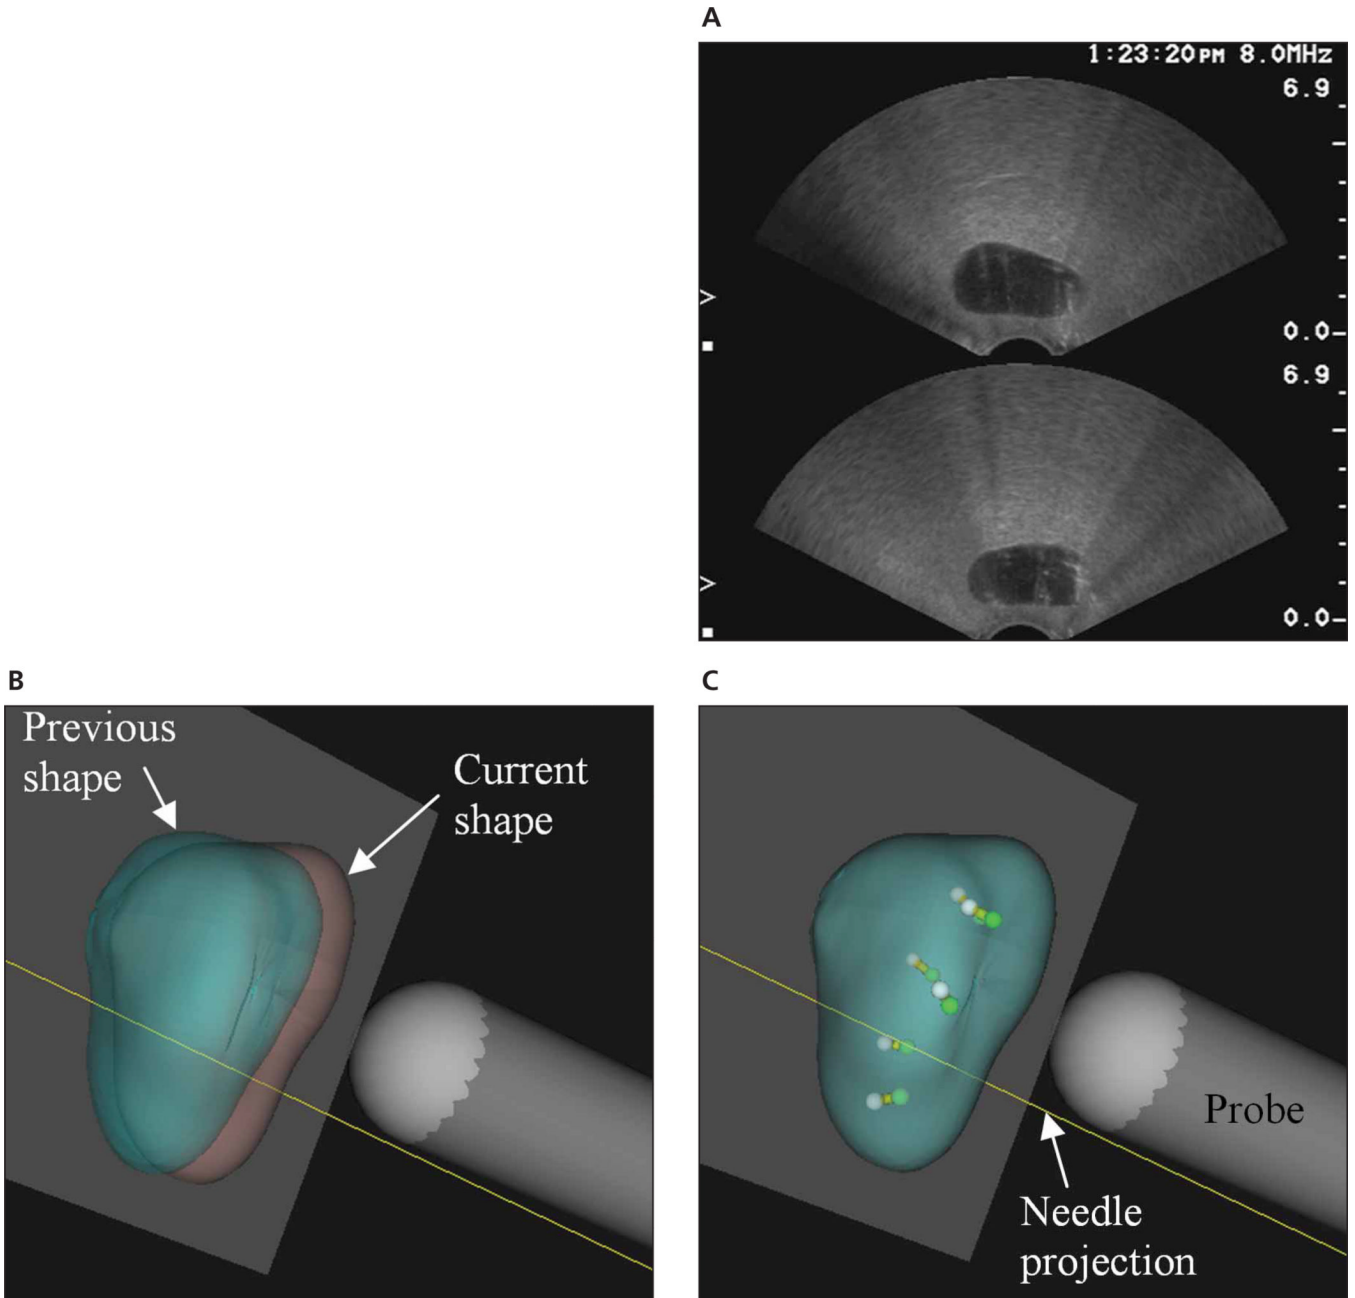 A
1:23:20PM 8.0MHz
6.9
0.0
6.9
0.0
B
Previous
shape
Current
shape
C
Probe
Needle
projection